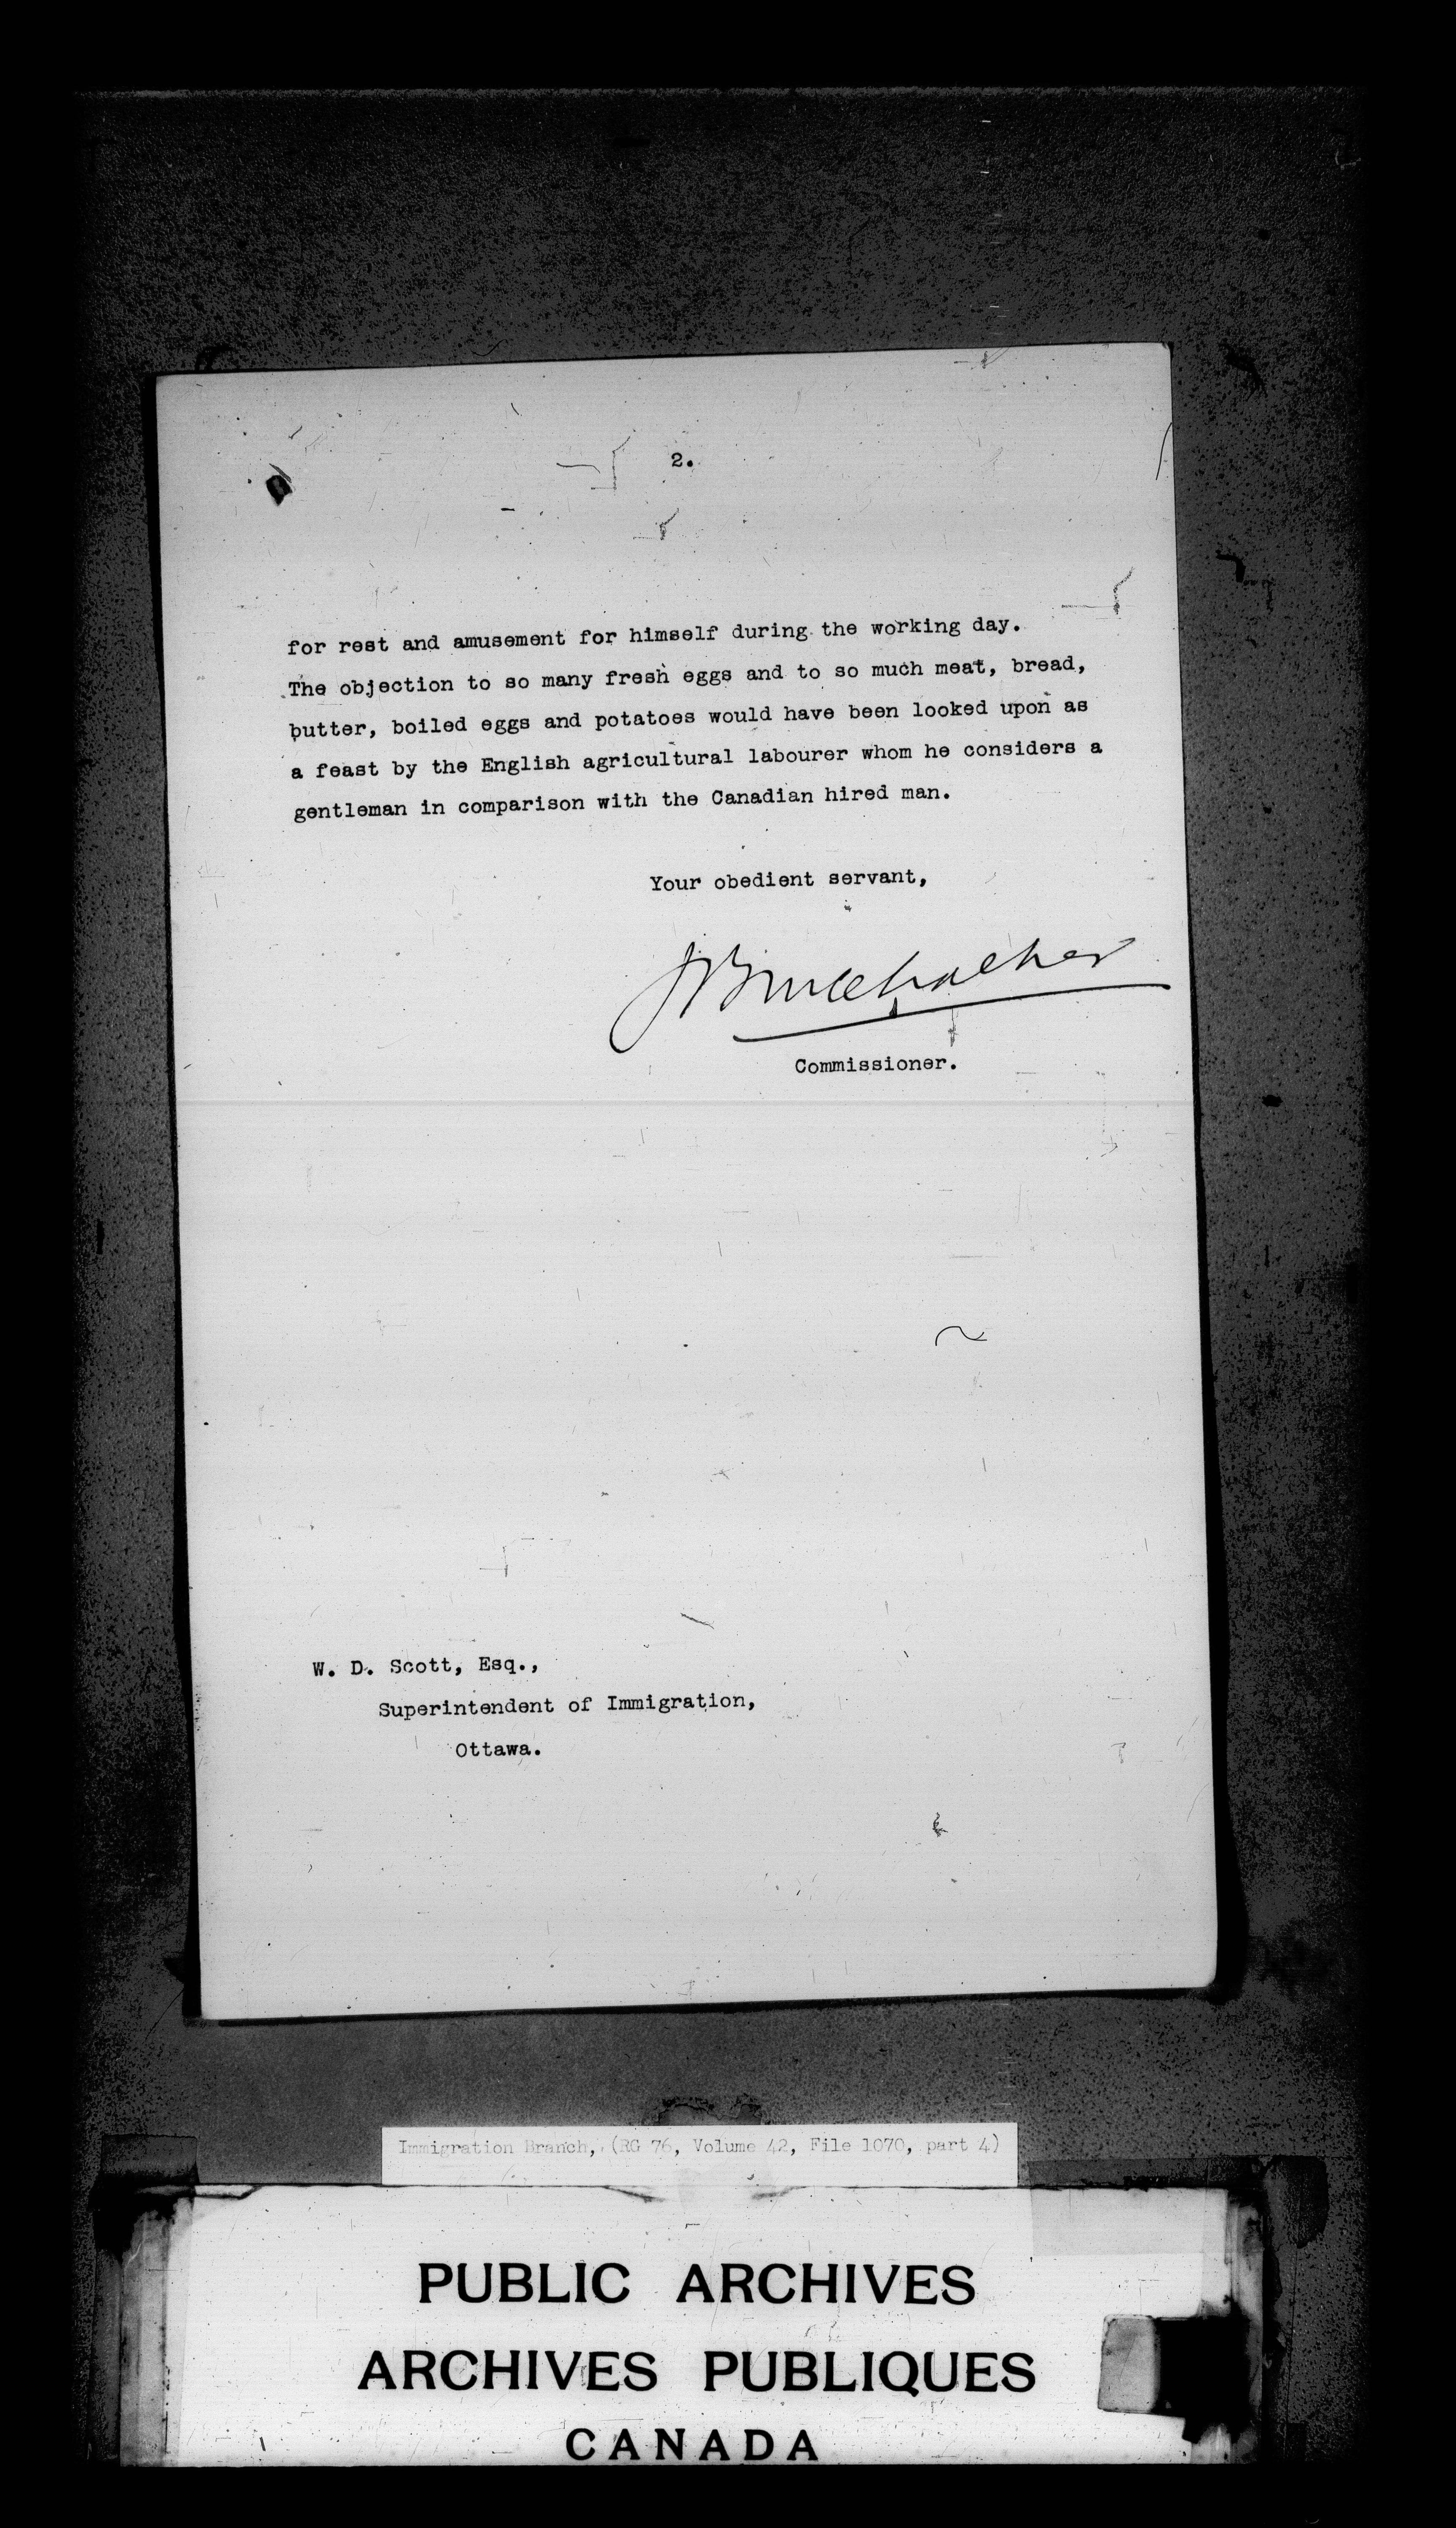 2.
for rest and amusement for himself during the working day.
The objection to so many fresh eggs and to so much meat, bread,
butter, boiled eggs and potatoes would have been looked upon as
a feast by the English agricultural labourer whom he considers a
gentleman in comparison with the Canadian hired man.
Your obedient servant,
Commissioner.
W. D. Scott, Esq.,
Superintendent of Immigration,
Ottawa.
Immigration Branch, (RG 76, Volume 42, File 1070, part 4)
PUBLIC ARCHIVES
ARCHIVES PUBLIQUES
CANADA